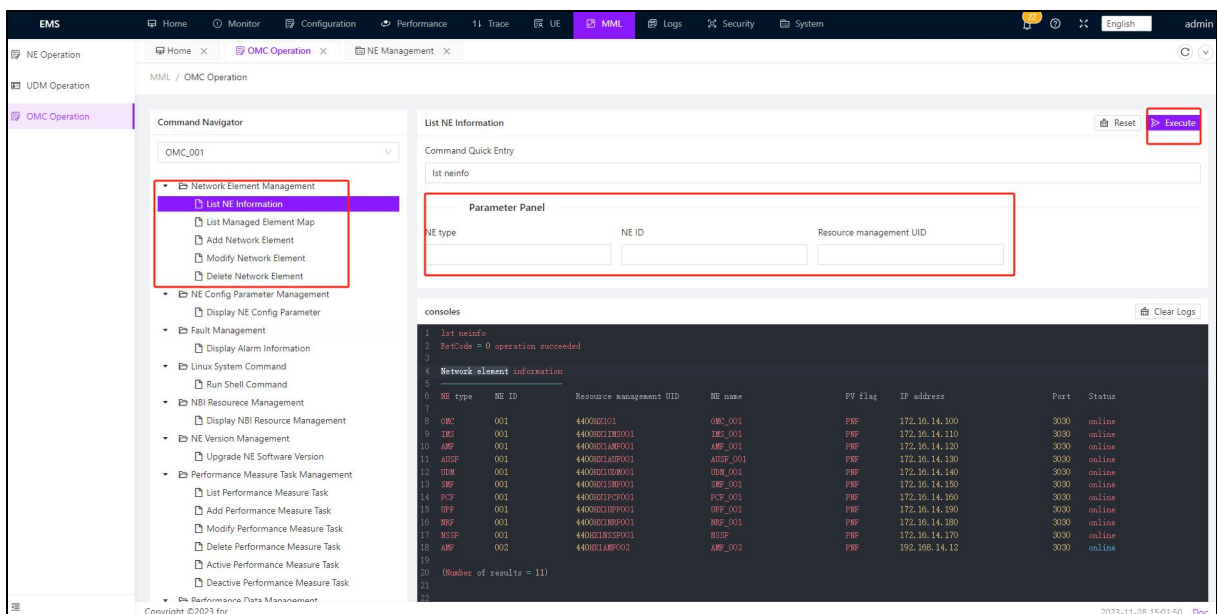 EMS Home Monitor Configuration Performance Trace UE MML Logs Security System 22 English admin
NE Operation
UDM Operation
OMC Operation
Home OMC Operation NE Management
MML / OMC Operation
Command Navigator
OMC_001
Network Element Management
List NE Information
List Managed Element Map
Add Network Element
Modify Network Element
Delete Network Element
NE Config Parameter Management
Display NE Config Parameter
Fault Management
Display Alarm Information
Linux System Command
Run Shell Command
NBI Resourece Management
Display NBI Resource Management
NE Version Management
Upgrade NE Software Version
Performance Measure Task Management
List Performance Measure Task
Add Performance Measure Task
Modify Performance Measure Task
Delete Performance Measure Task
Active Performance Measure Task
Deactive Performance Measure Task
Performance Data Management
List NE Information Reset Execute
Command Quick Entry
lst neinfo
Parameter Panel
NE type NE ID Resource management UID
consoles Clear Logs
1 lst neinfo
2 RetCode = 0 operation succeeded
3
4 Network element information
5
6 NE type NE ID Resource management UID NE name PV flag IP address Port Status
7
8 OMC 001 4400HX101 OMC_001 PNF 172.16.14.100 3030 online
9 IMS 001 4400HX1IMS001 IMS_001 PNF 172.16.14.110 3030 online
10 AMF 001 4400HX1AMF001 AMF_001 PNF 172.16.14.120 3030 online
11 AUSF 001 4400HX1AUF001 AUSF_001 PNF 172.16.14.130 3030 online
12 UDM 001 4400HX1UDM001 UDM_001 PNF 172.16.14.140 3030 online
13 SMF 001 4400HX1SMF001 SMF_001 PNF 172.16.14.150 3030 online
14 PCF 001 4400HX1PCF001 PCF_001 PNF 172.16.14.160 3030 online
15 UPF 001 4400HX1UPF001 UPF_001 PNF 172.16.14.190 3030 online
16 NRF 001 4400HX1NRF001 NRF_001 PNF 172.16.14.180 3030 online
17 NSSF 001 440HX1NSSF001 NSSF PNF 172.16.14.170 3030 online
18 AMF 002 440HX1AMF002 AMF_002 PNF 192.168.14.12 3030 online
19
20 (Number of results = 11)
21
22
Copyright ©2023 for 2023-11-28 15:01:50 Doc